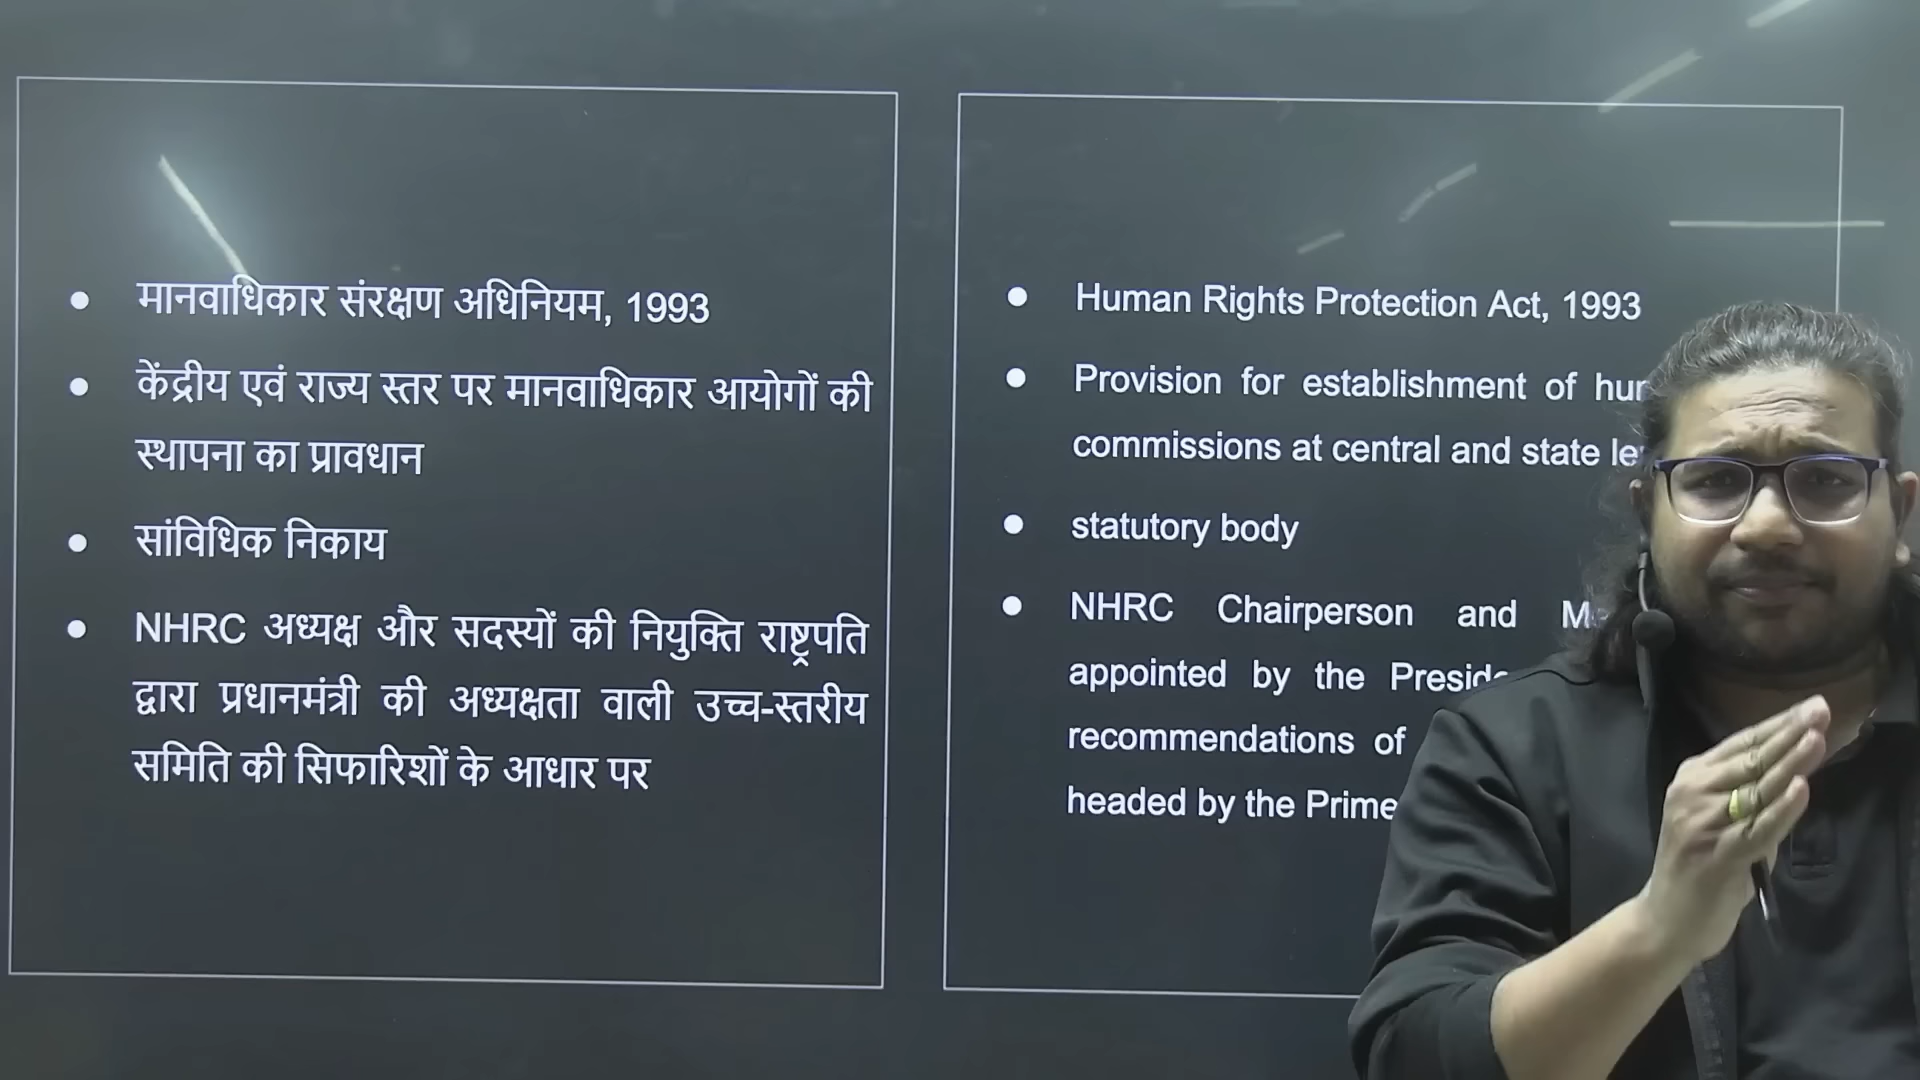 मानवाधिकार संरक्षण अधिनियम, 1993
केंद्रीय एवं राज्य स्तर पर मानवाधिकार आयोगों की
स्थापना का प्रावधान
सांविधिक निकाय
NHRC अध्यक्ष और सदस्यों की नियुक्ति राष्ट्रपति
द्वारा प्रधानमंत्री की अध्यक्षता वाली उच्च-स्तरीय
समिति की सिफारिशों के आधार पर
Human Rights Protection Act, 1993
Provision for establishment of
commissions at central and state
statutory body
NHRC Chairperson and
appointed by the
recommendations of
headed by the Prime